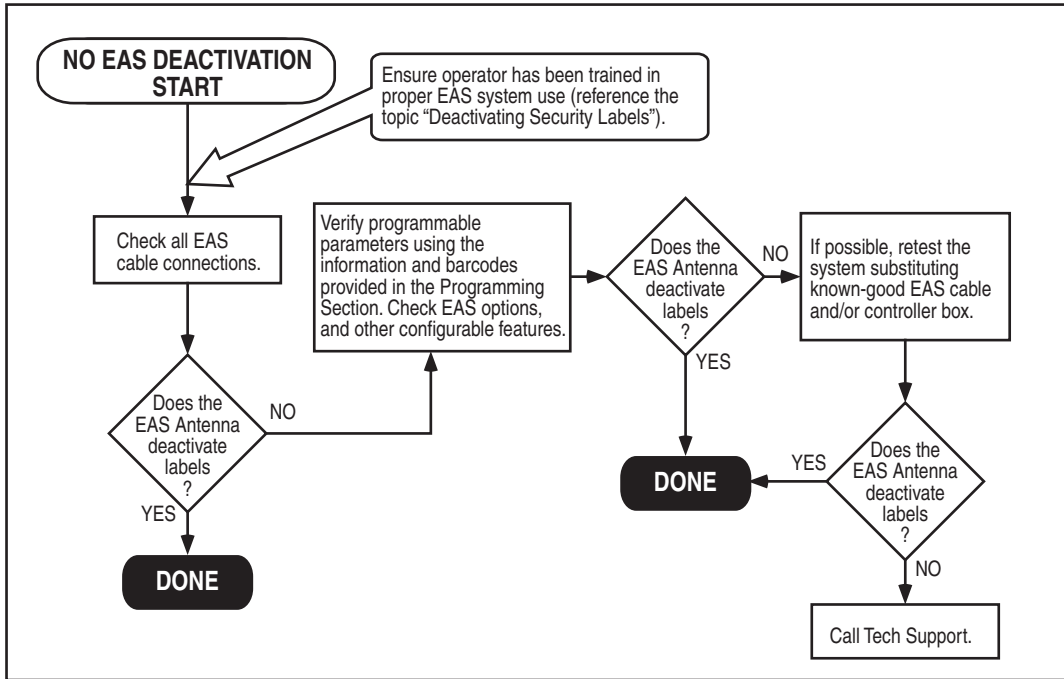 NO EAS DEACTIVATION
START
Ensure operator has been trained in
proper EAS system use (reference the
topic “Deactivating Security Labels”).
Check all EAS
cable connections.
Does the
EAS Antenna
deactivate
labels
?
NO
YES
DONE
Verify programmable
parameters using the
information and barcodes
provided in the Programming
Section. Check EAS options,
and other configurable features.
Does the
EAS Antenna
deactivate
labels
?
NO
YES
DONE
If possible, retest the
system substituting
known-good EAS cable
and/or controller box.
Does the
EAS Antenna
deactivate
labels
?
YES
NO
Call Tech Support.